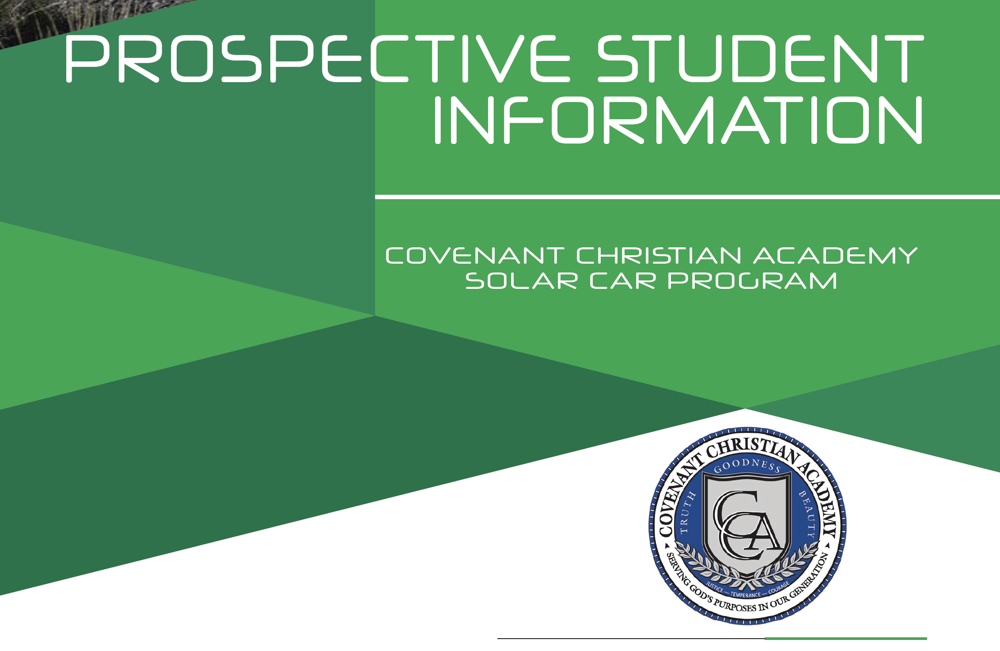 PROSPECTIVE STUDENT
INFORMATION
COVENANT CHRISTIAN ACADEMY
SOLAR CAR PROGRAM
COVENANT CHRISTIAN ACADEMY
GOODNESS
TRUTH
BEAUTY
CCA
JUSTICE — TEMPERANCE — COURAGE
SERVING GOD'S PURPOSES IN OUR GENERATION